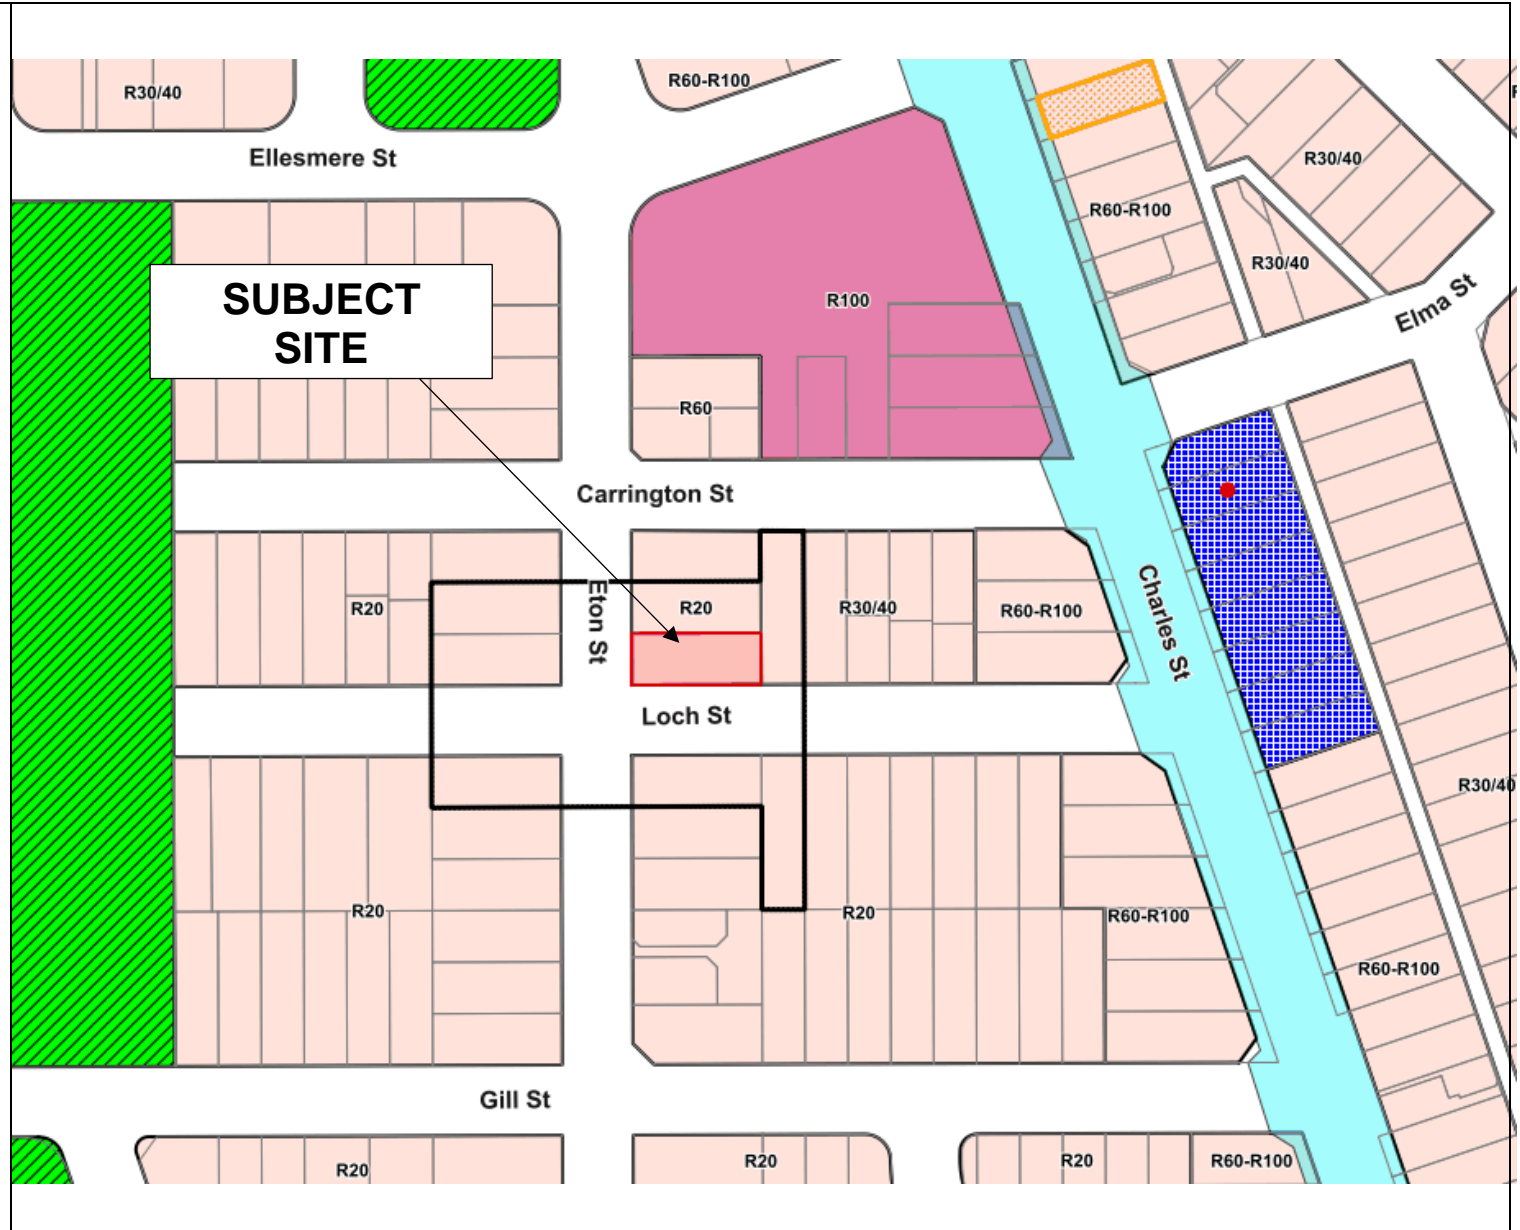 R60-R100
R30/40
Ellesmere St
R30/40
R60-R100
R30/40
SUBJECT
SITE
R100
Elma St
R60
Carrington St
Charles St
Eton St
R20
R20
R30/40
R60-R100
Loch St
R30/40
R20
R20
R60-R100
R60-R100
Gill St
R20
R20
R20
R60-R100